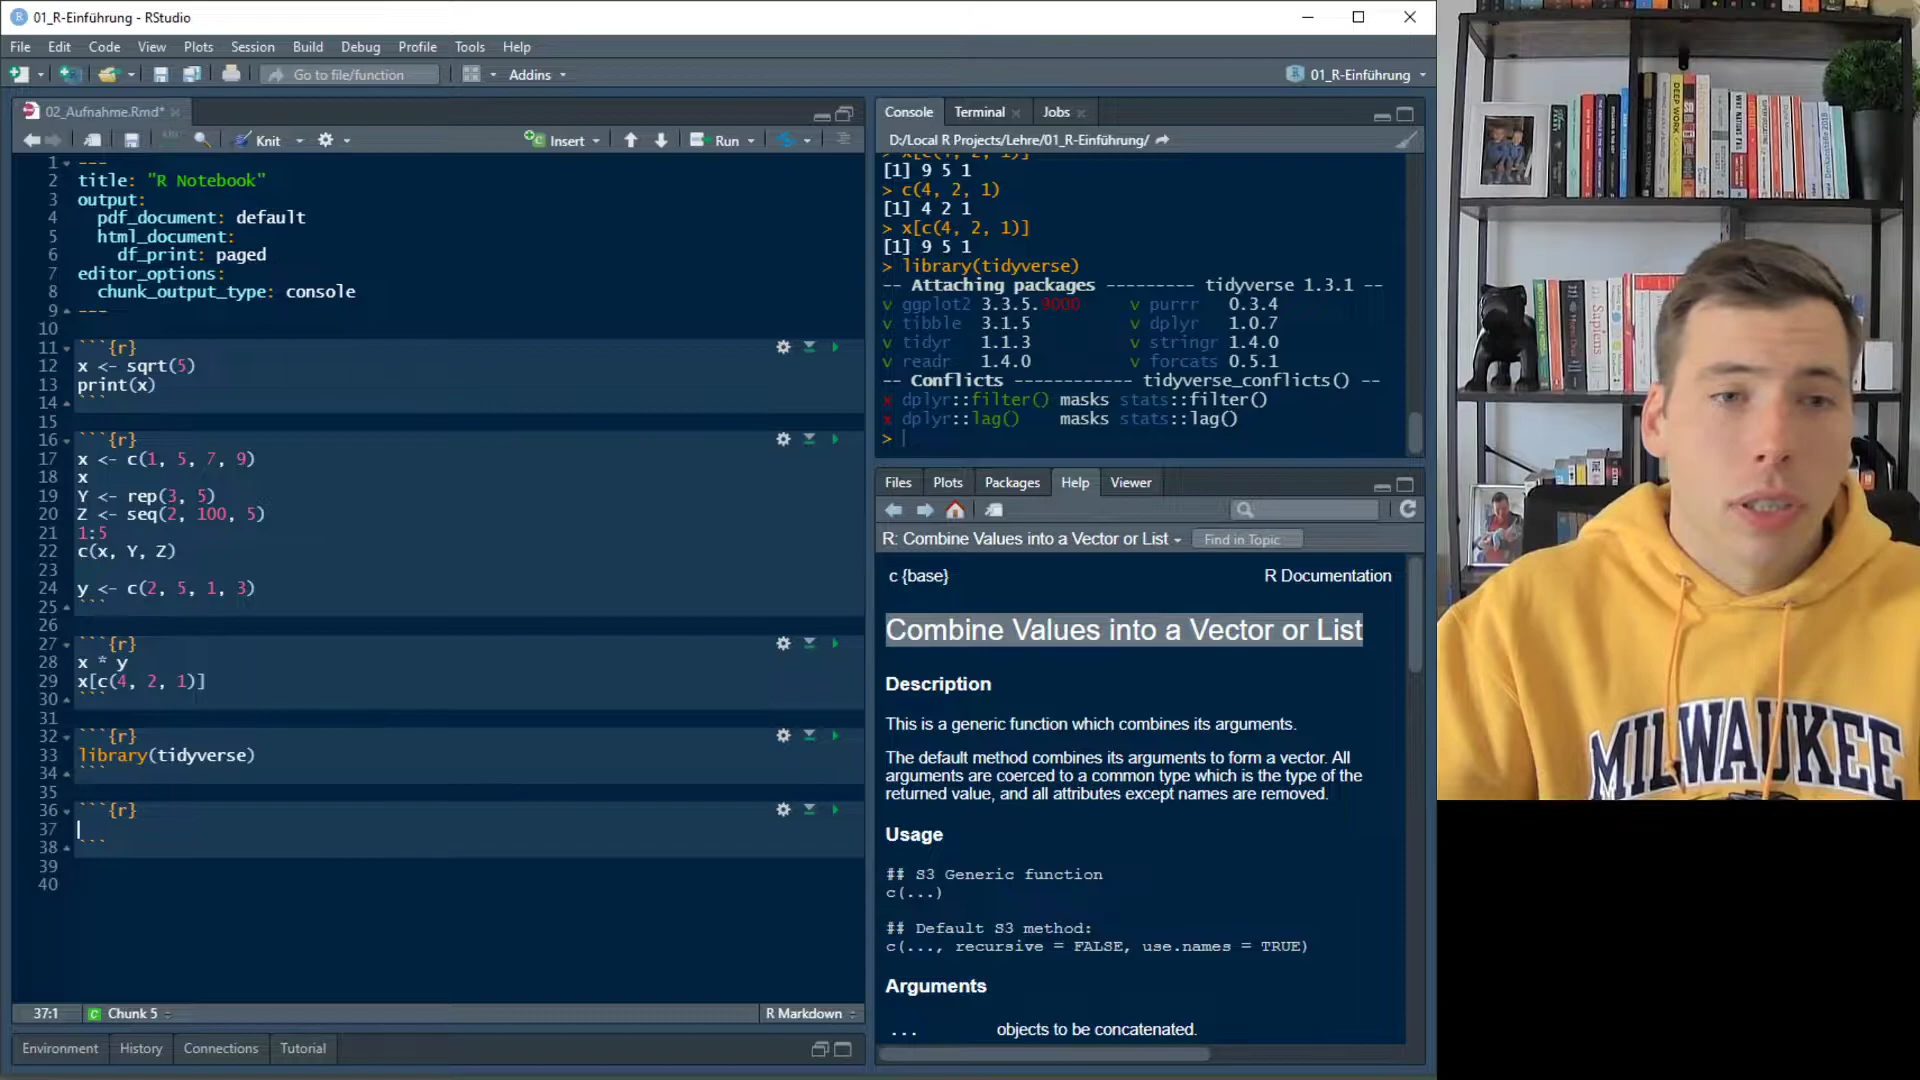 01_R-Einführung - RStudio
File Edit Code View Plots Session Build Debug Profile Tools Help
Go to file/function Addins 01_R-Einführung
02_Aufnahme.Rmd*
Knit Insert Run
1 ---
2 title: "R Notebook"
3 output:
4 pdf_document: default
5 html_document:
6 df_print: paged
7 editor_options:
8 chunk_output_type: console
9 ---
10
11 ```{r}
12 x <- sqrt(5)
13 print(x)
14 ```
15
16 ```{r}
17 x <- c(1, 5, 7, 9)
18 x
19 Y <- rep(3, 5)
20 Z <- seq(2, 100, 5)
21 1:5
22 c(x, Y, Z)
23
24 y <- c(2, 5, 1, 3)
25 ```
26
27 ```{r}
28 x * y
29 x[c(4, 2, 1)]
30 ```
31
32 ```{r}
33 library(tidyverse)
34 ```
35
36 ```{r}
37
38 ```
39
40
37:1 Chunk 5 R Markdown
Environment History Connections Tutorial
Console Terminal Jobs
D:/Local R Projects/Lehre/01_R-Einführung/
> x[c(4, 2, 1)]
[1] 9 5 1
> c(4, 2, 1)
[1] 4 2 1
> x[c(4, 2, 1)]
[1] 9 5 1
> library(tidyverse)
-- Attaching packages --------- tidyverse 1.3.1 --
v ggplot2 3.3.5.9000 v purrr 0.3.4
v tibble 3.1.5 v dplyr 1.0.7
v tidyr 1.1.3 v stringr 1.4.0
v readr 1.4.0 v forcats 0.5.1
-- Conflicts ------------ tidyverse_conflicts() --
x dplyr::filter() masks stats::filter()
x dplyr::lag() masks stats::lag()
>
Files Plots Packages Help Viewer
R: Combine Values into a Vector or List Find in Topic
c {base} R Documentation
Combine Values into a Vector or List
Description
This is a generic function which combines its arguments.
The default method combines its arguments to form a vector. All
arguments are coerced to a common type which is the type of the
returned value, and all attributes except names are removed.
Usage
## S3 Generic function
c(...)
## Default S3 method:
c(..., recursive = FALSE, use.names = TRUE)
Arguments
... objects to be concatenated.
DEEP WORK
Sapiens
MILWAUKEE